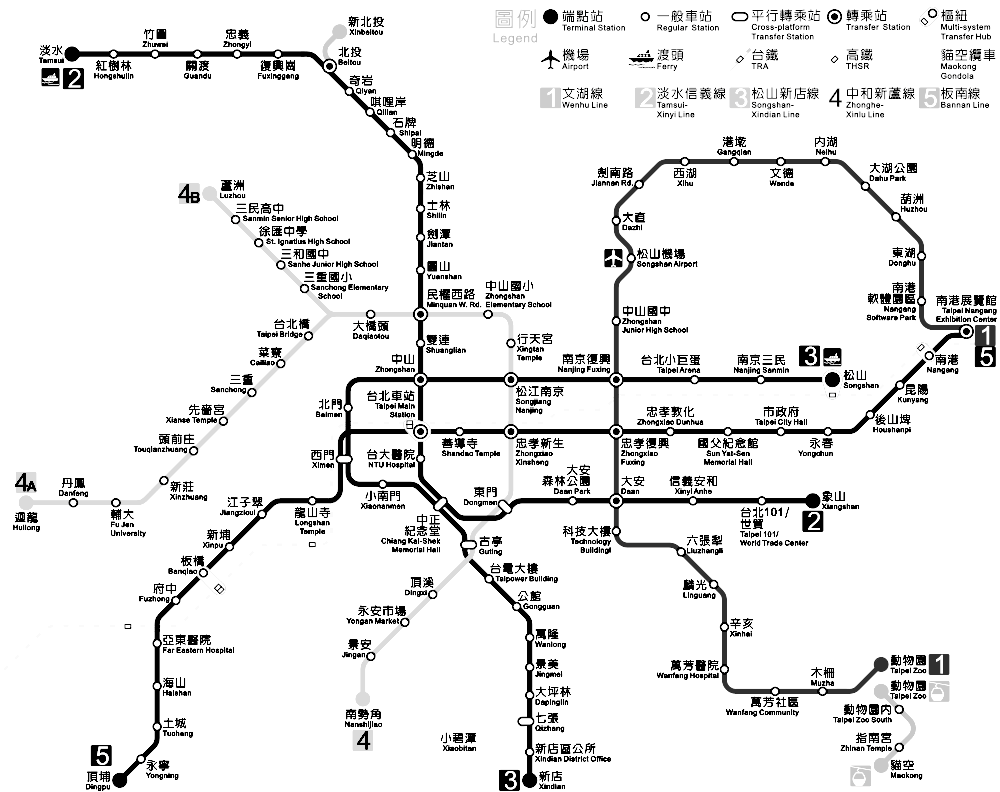 圖例
Legend
端點站
Terminal Station
一般車站
Regular Station
平行轉乘站
Cross-platform
Transfer Station
轉乘站
Transfer Station
樞紐
Multi-system
Transfer Hub
機場
Airport
渡頭
Ferry
台鐵
TRA
高鐵
THSR
貓空纜車
Maokong
Gondola
1 文湖線
Wenhu Line
2 淡水信義線
Tamsui-
Xinyi Line
3 松山新店線
Songshan-
Xindian Line
4 中和新蘆線
Zhonghe-
Xinlu Line
5 板南線
Bannan Line
淡水
Tamsui
2
紅樹林
Hongshulin
竹圍
Zhuwei
關渡
Guandu
忠義
Zhongyi
復興崗
Fuxinggang
新北投
Xinbeitou
北投
Beitou
奇岩
Qiyan
唭哩岸
Qilian
石牌
Shipai
明德
Mingde
芝山
Zhishan
士林
Shilin
劍潭
Jiantan
圓山
Yuanshan
民權西路
Minquan W. Rd.
雙連
Shuanglian
中山
Zhongshan
台北車站
Taipei Main
Station
台大醫院
NTU Hospital
4B
蘆洲
Luzhou
三民高中
Sanmin Senior High School
徐匯中學
St. Ignatius High School
三和國中
Sanhe Junior High School
三重國小
Sanchong Elementary
School
大橋頭
Daqiaotou
中山國小
Zhongshan
Elementary School
行天宮
Xingtian
Temple
松江南京
Songjiang
Nanjing
台北橋
Taipei Bridge
菜寮
Cailiao
三重
Sanchong
先嗇宮
Xianse Temple
頭前庄
Touqianzhuang
新莊
Xinzhuang
輔大
Fu Jen
University
丹鳳
Danfeng
4A
迴龍
Huilong
劍南路
Jiannan Rd.
西湖
Xihu
港墘
Gangqian
文德
Wende
內湖
Neihu
大湖公園
Dahu Park
葫洲
Huzhou
東湖
Donghu
南港
軟體園區
Nangang
Software Park
南港展覽館
Taipei Nangang
Exhibition Center
1
5
大直
Dazhi
松山機場
Songshan Airport
中山國中
Zhongshan
Junior High School
南京復興
Nanjing Fuxing
台北小巨蛋
Taipei Arena
南京三民
Nanjing Sanmin
3
松山
Songshan
南港
Nangang
昆陽
Kunyang
後山埤
Houshanpi
永春
Yongchun
市政府
Taipei City Hall
國父紀念館
Sun Yat-Sen
Memorial Hall
忠孝敦化
Zhongxiao Dunhua
忠孝復興
Zhongxiao
Fuxing
忠孝新生
Zhongxiao
Xinsheng
善導寺
Shandao Temple
北門
Beimen
西門
Ximen
小南門
Xiaonanmen
中正
紀念堂
Chiang Kai-Shek
Memorial Hall
東門
Dongmen
大安
森林公園
Daan Park
大安
Daan
信義安和
Xinyi Anhe
台北101/
世貿
Taipei 101/
World Trade Center
象山
Xiangshan
2
科技大樓
Technology
Building
六張犁
Liuzhangli
麟光
Linguang
辛亥
Xinhai
萬芳醫院
Wanfang Hospital
萬芳社區
Wanfang Community
木柵
Muzha
動物園
Taipei Zoo
1
動物園
Taipei Zoo
動物園內
Taipei Zoo South
指南宮
Zhinan Temple
貓空
Maokong
龍山寺
Longshan
Temple
江子翠
Jiangzicui
新埔
Xinpu
板橋
Banqiao
府中
Fuzhong
亞東醫院
Far Eastern Hospital
海山
Haishan
土城
Tucheng
永寧
Yongning
5
頂埔
Dingpu
古亭
Guting
頂溪
Dingxi
永安市場
Yongan Market
景安
Jingan
南勢角
Nanshijiao
4
台電大樓
Taipower Building
公館
Gongguan
萬隆
Wanlong
景美
Jingmei
大坪林
Dapinglin
七張
Qizhang
小碧潭
Xiaobitan
新店區公所
Xindian District Office
3
新店
Xindian